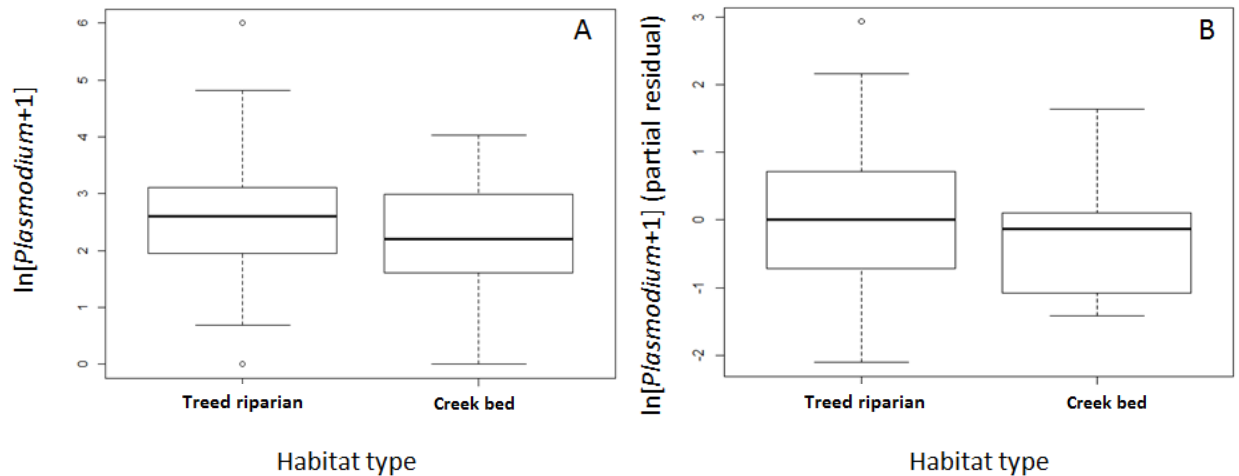 A
ln[Plasmodium+1]
6
5
4
3
2
1
0
Treed riparian
Creek bed
Habitat type
B
ln[Plasmodium+1] (partial residual)
3
2
1
0
-1
-2
Treed riparian
Creek bed
Habitat type